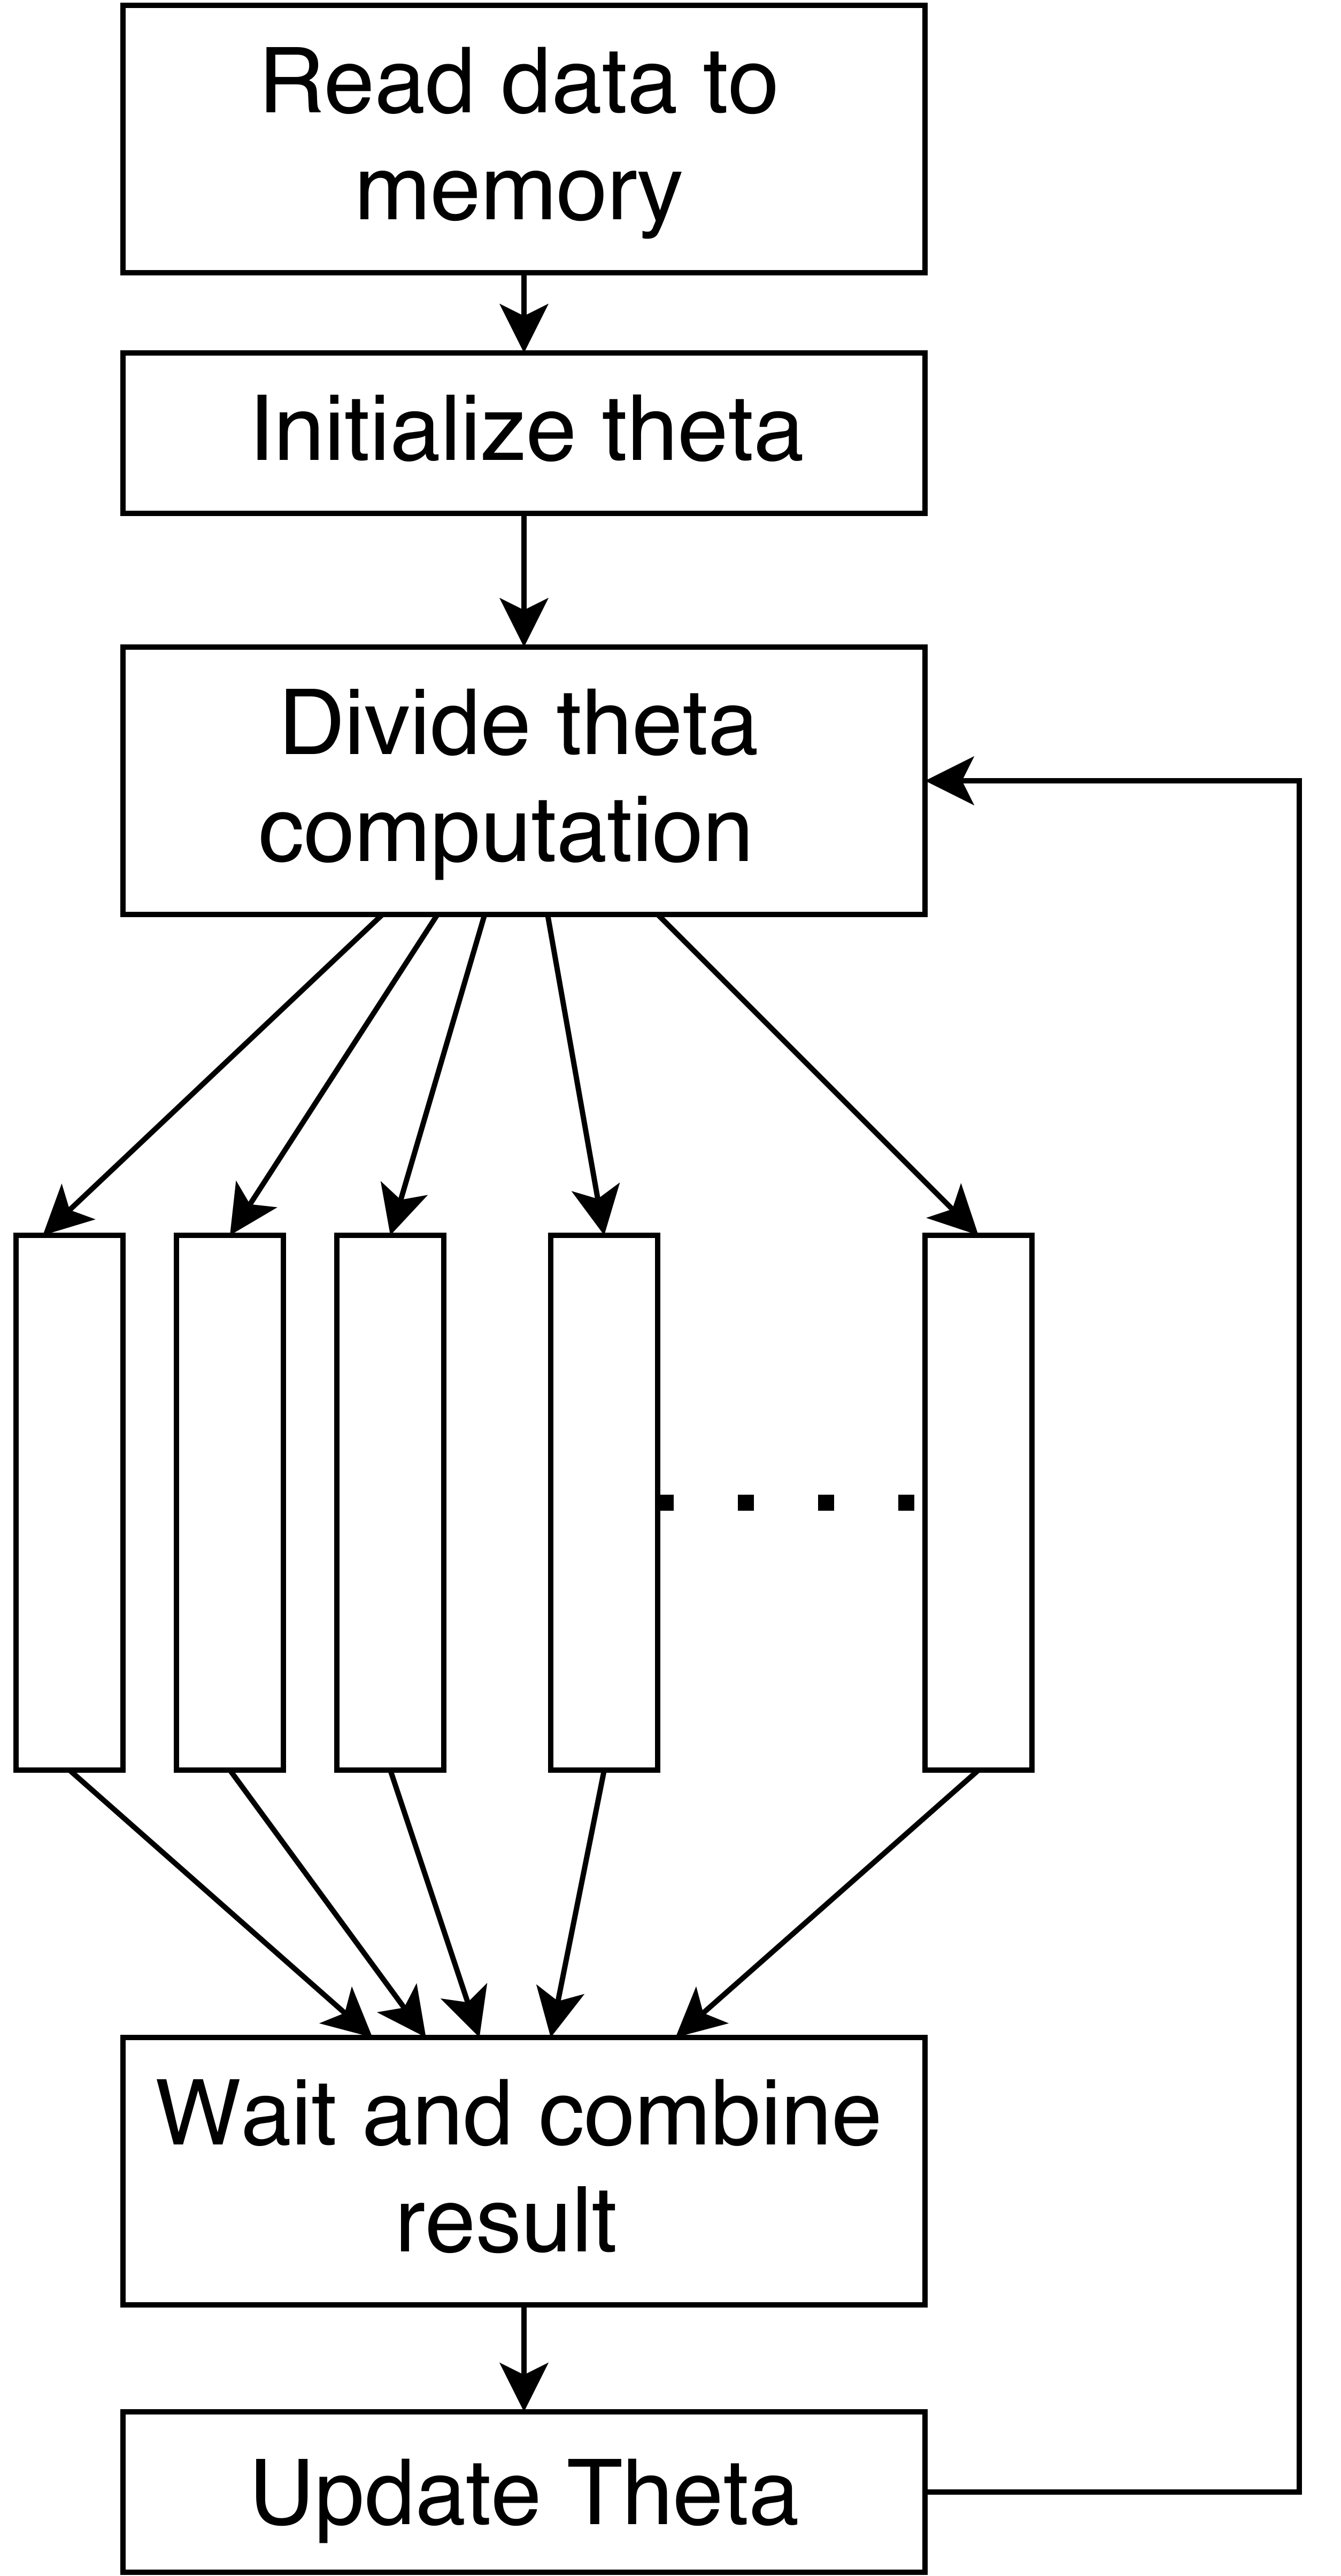 Read data to
memory
Initialize theta
Divide theta
computation
Wait and combine
result
Update Theta